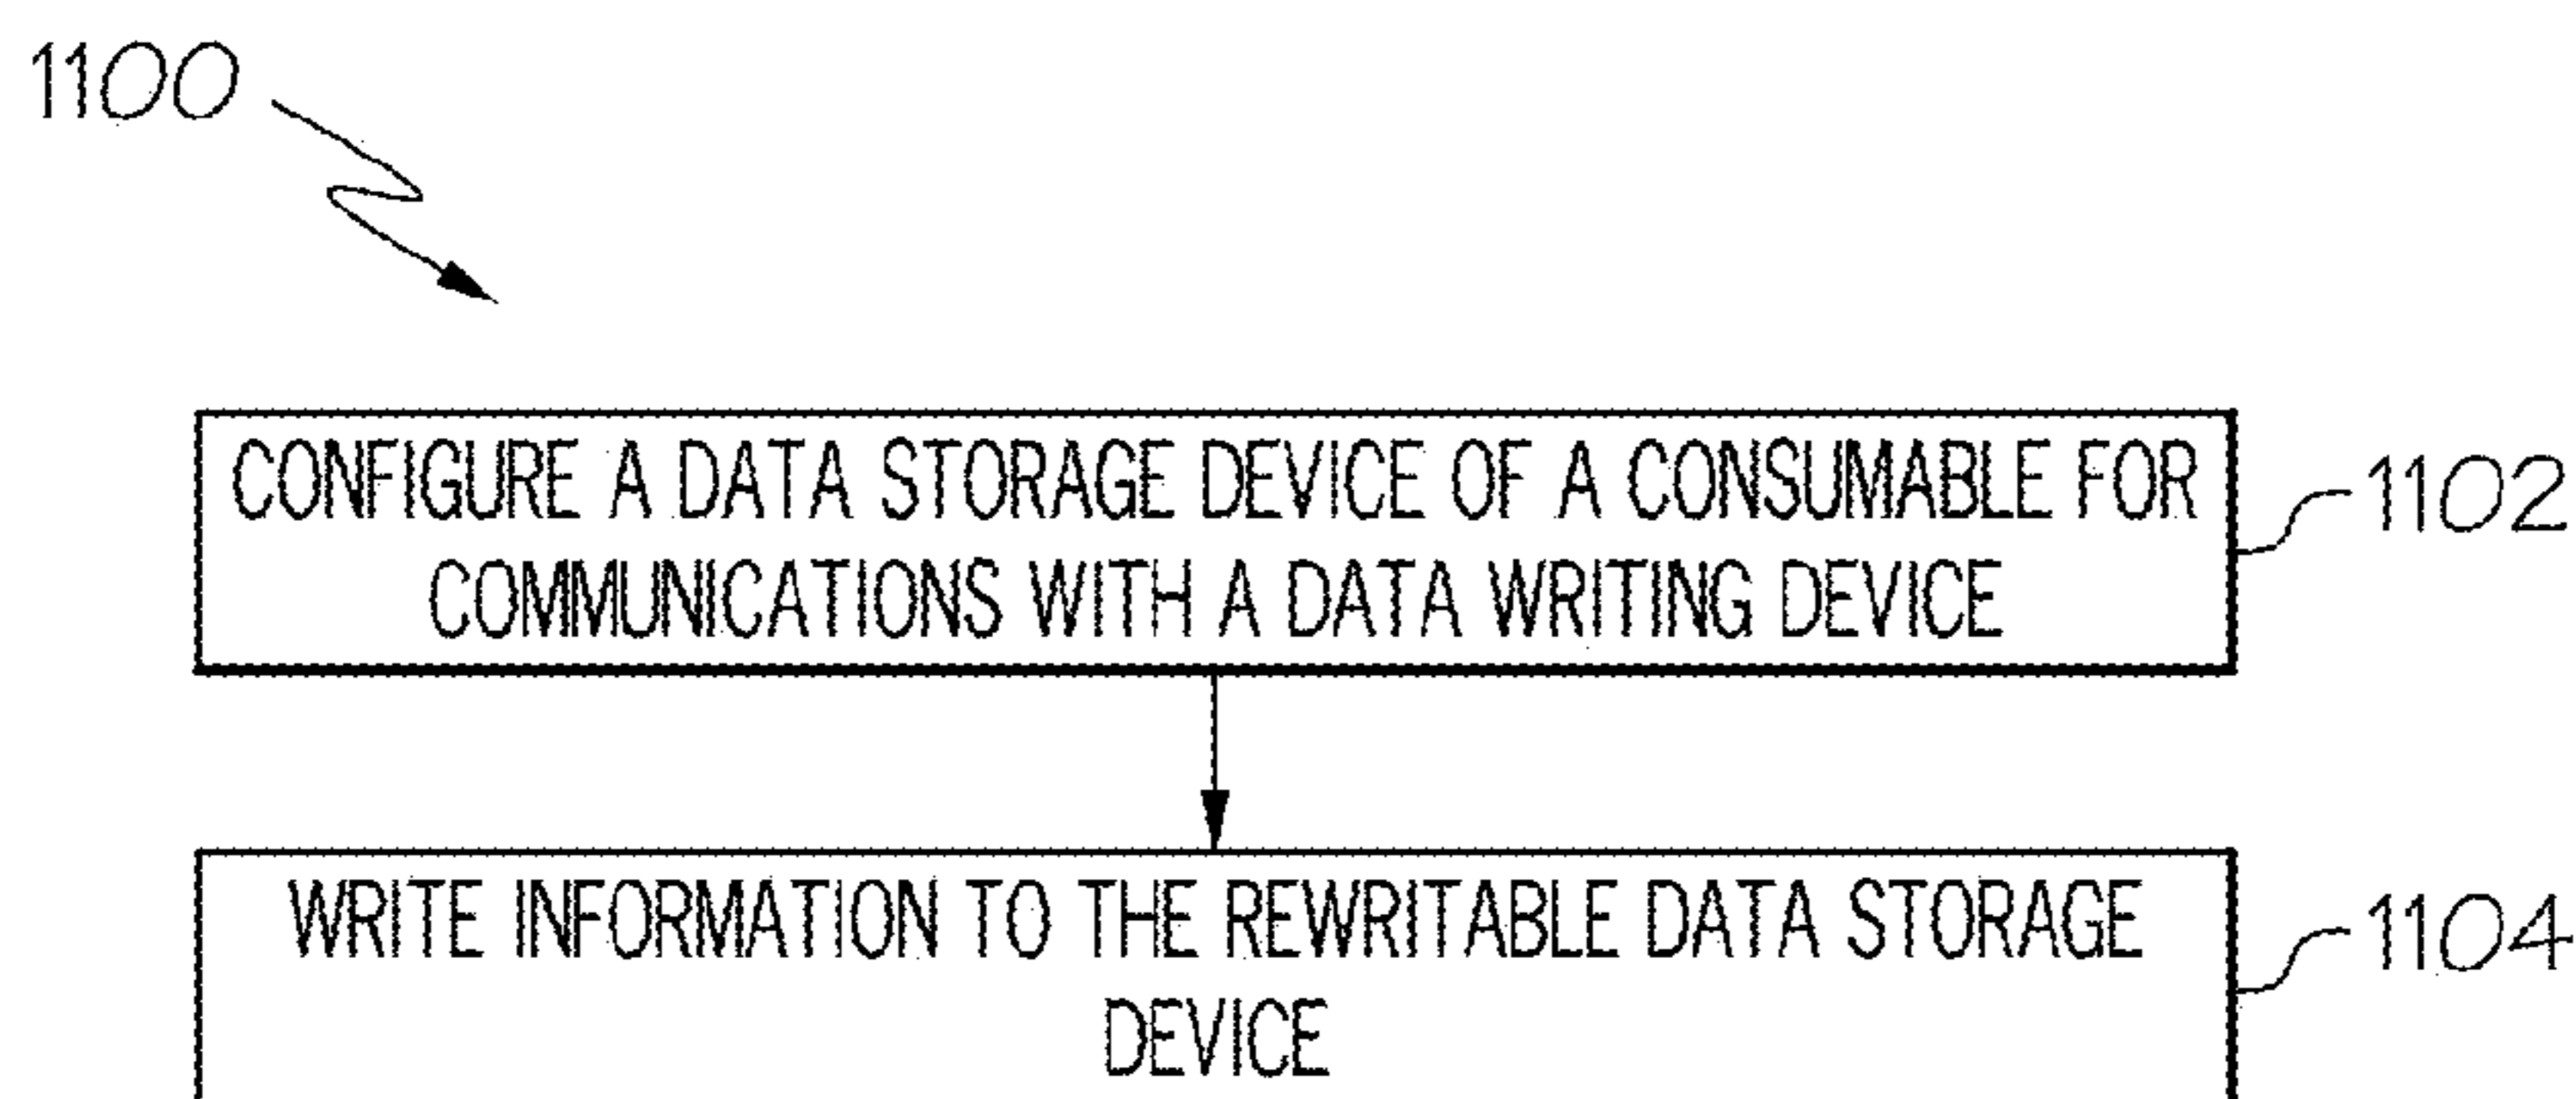 1100
CONFIGURE A DATA STORAGE DEVICE OF A CONSUMABLE FOR
COMMUNICATIONS WITH A DATA WRITING DEVICE
1102
WRITE INFORMATION TO THE REWRITABLE DATA STORAGE
DEVICE
1104